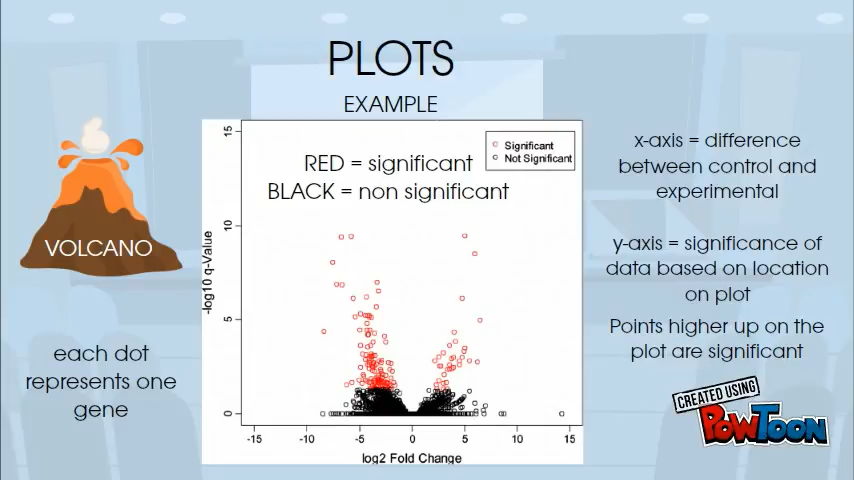 PLOTS
EXAMPLE
VOLCANO
each dot
represents one
gene
RED = significant
BLACK = non significant
Significant
Not Significant
-log10 q-Value
15
10
5
0
-15
-10
-5
0
5
10
15
log2 Fold Change
x-axis = difference
between control and
experimental
y-axis = significance of
data based on location
on plot
Points higher up on the
plot are significant
CREATED USING
POWTOON